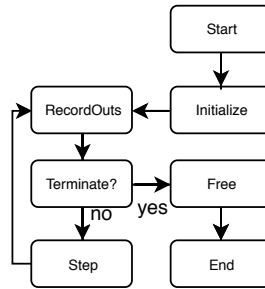 Start
RecordOuts
Initialize
Terminate?
Free
no
yes
Step
End